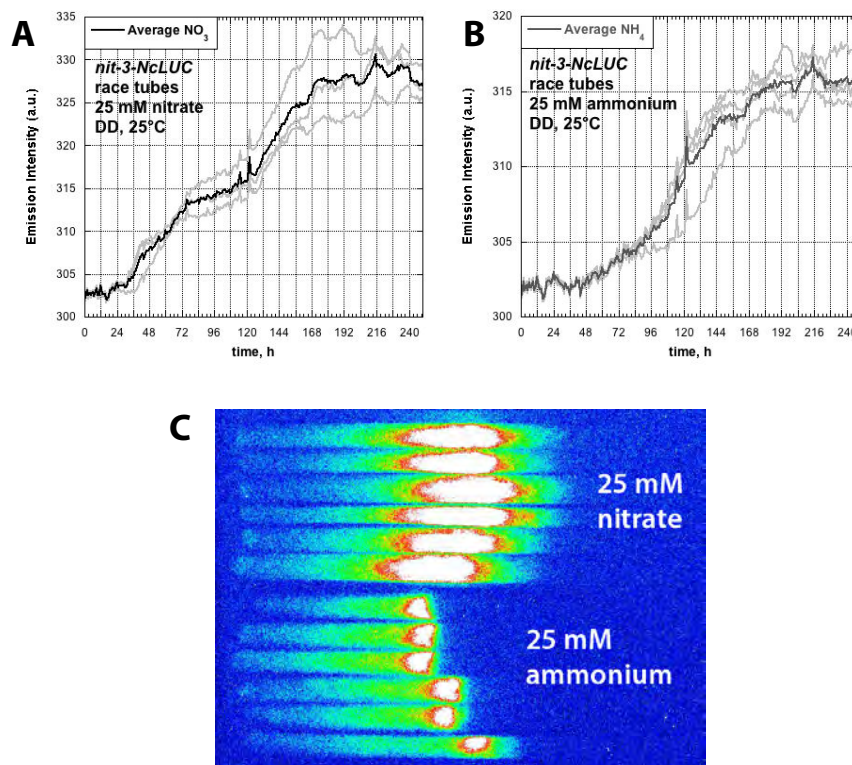 A
Average NO3
nit-3-NcLUC
race tubes
25 mM nitrate
DD, 25°C
Emission Intensity (a.u.)
335
330
325
320
315
310
305
300
0 24 48 72 96 120 144 168 192 216 240
time, h
B
Average NH4
nit-3-NcLUC
race tubes
25 mM ammonium
DD, 25°C
Emission Intensity (a.u.)
320
315
310
305
300
0 24 48 72 96 120 144 168 192 216 240
time, h
C
25 mM
nitrate
25 mM
ammonium